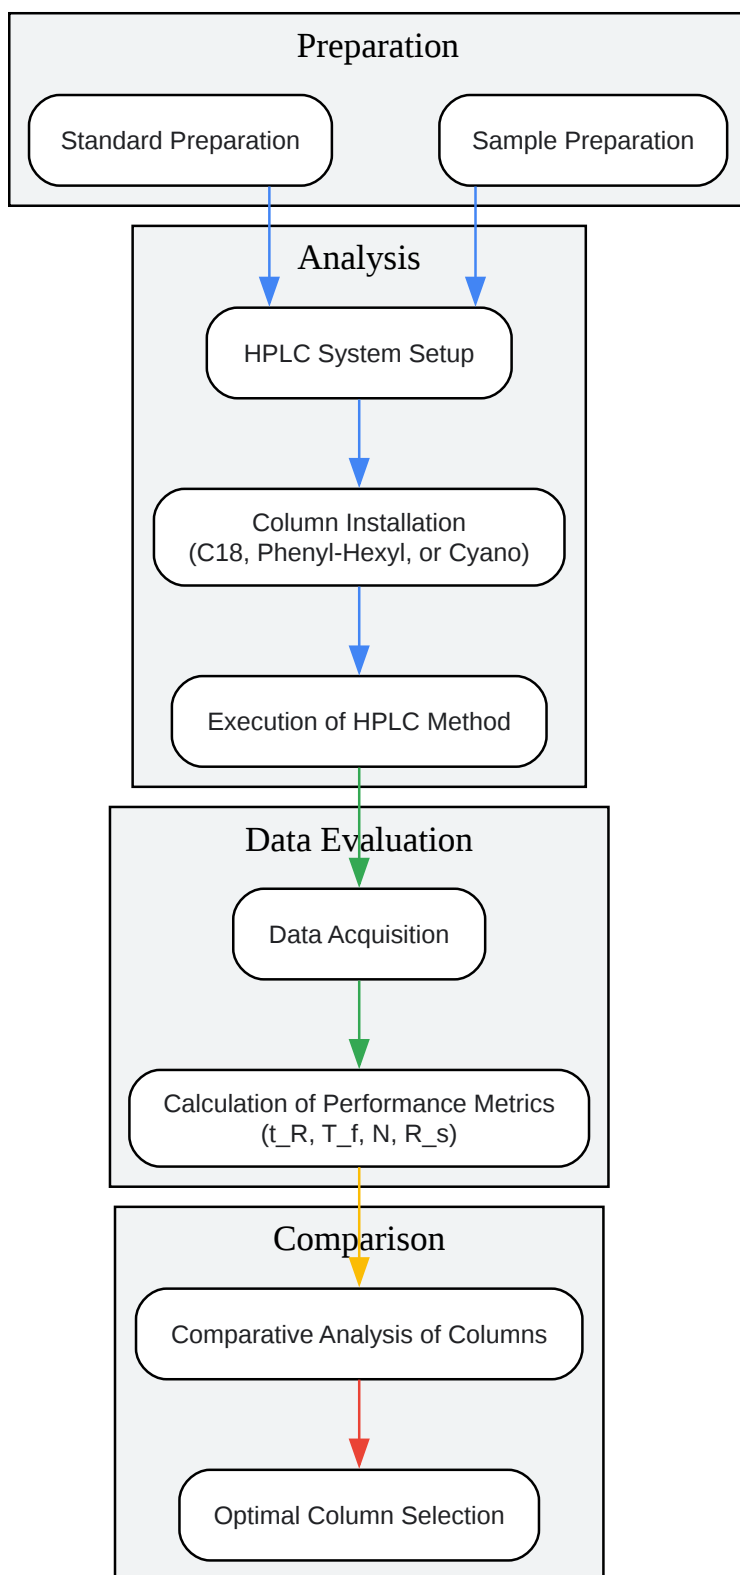 Preparation
Standard Preparation
Sample Preparation
Analysis
HPLC System Setup
Column Installation
(C18, Phenyl-Hexyl, or Cyano)
Execution of HPLC Method
Data Evaluation
Data Acquisition
Calculation of Performance Metrics
(t_R, T_f, N, R_s)
Comparison
Comparative Analysis of Columns
Optimal Column Selection